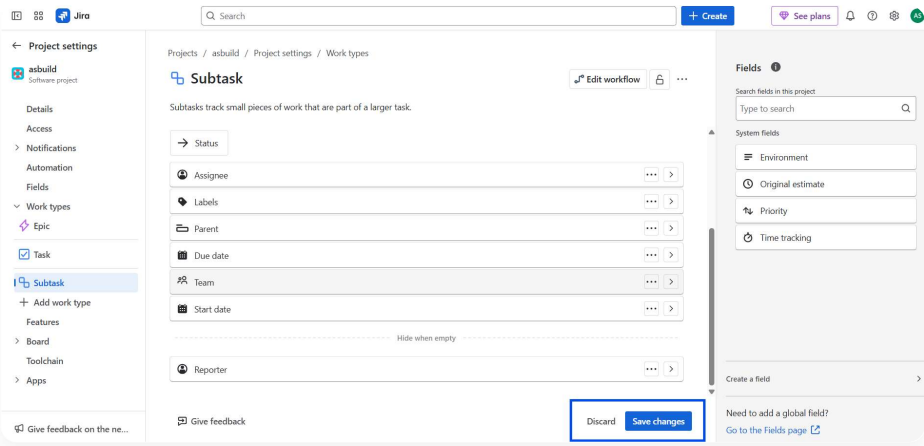 Jira
Search
+ Create
See plans
AS
Project settings
asbuild
Software project
Details
Access
Notifications
Automation
Fields
Work types
Epic
Task
Subtask
Add work type
Features
Board
Toolchain
Apps
Give feedback on the ne...
Projects / asbuild / Project settings / Work types
Subtask
Edit workflow
Subtasks track small pieces of work that are part of a larger task.
Status
Assignee
Labels
Parent
Due date
Team
Start date
Hide when empty
Reporter
Give feedback
Discard
Save changes
Fields
Search fields in this project
Type to search
System fields
Environment
Original estimate
Priority
Time tracking
Create a field
Need to add a global field?
Go to the Fields page